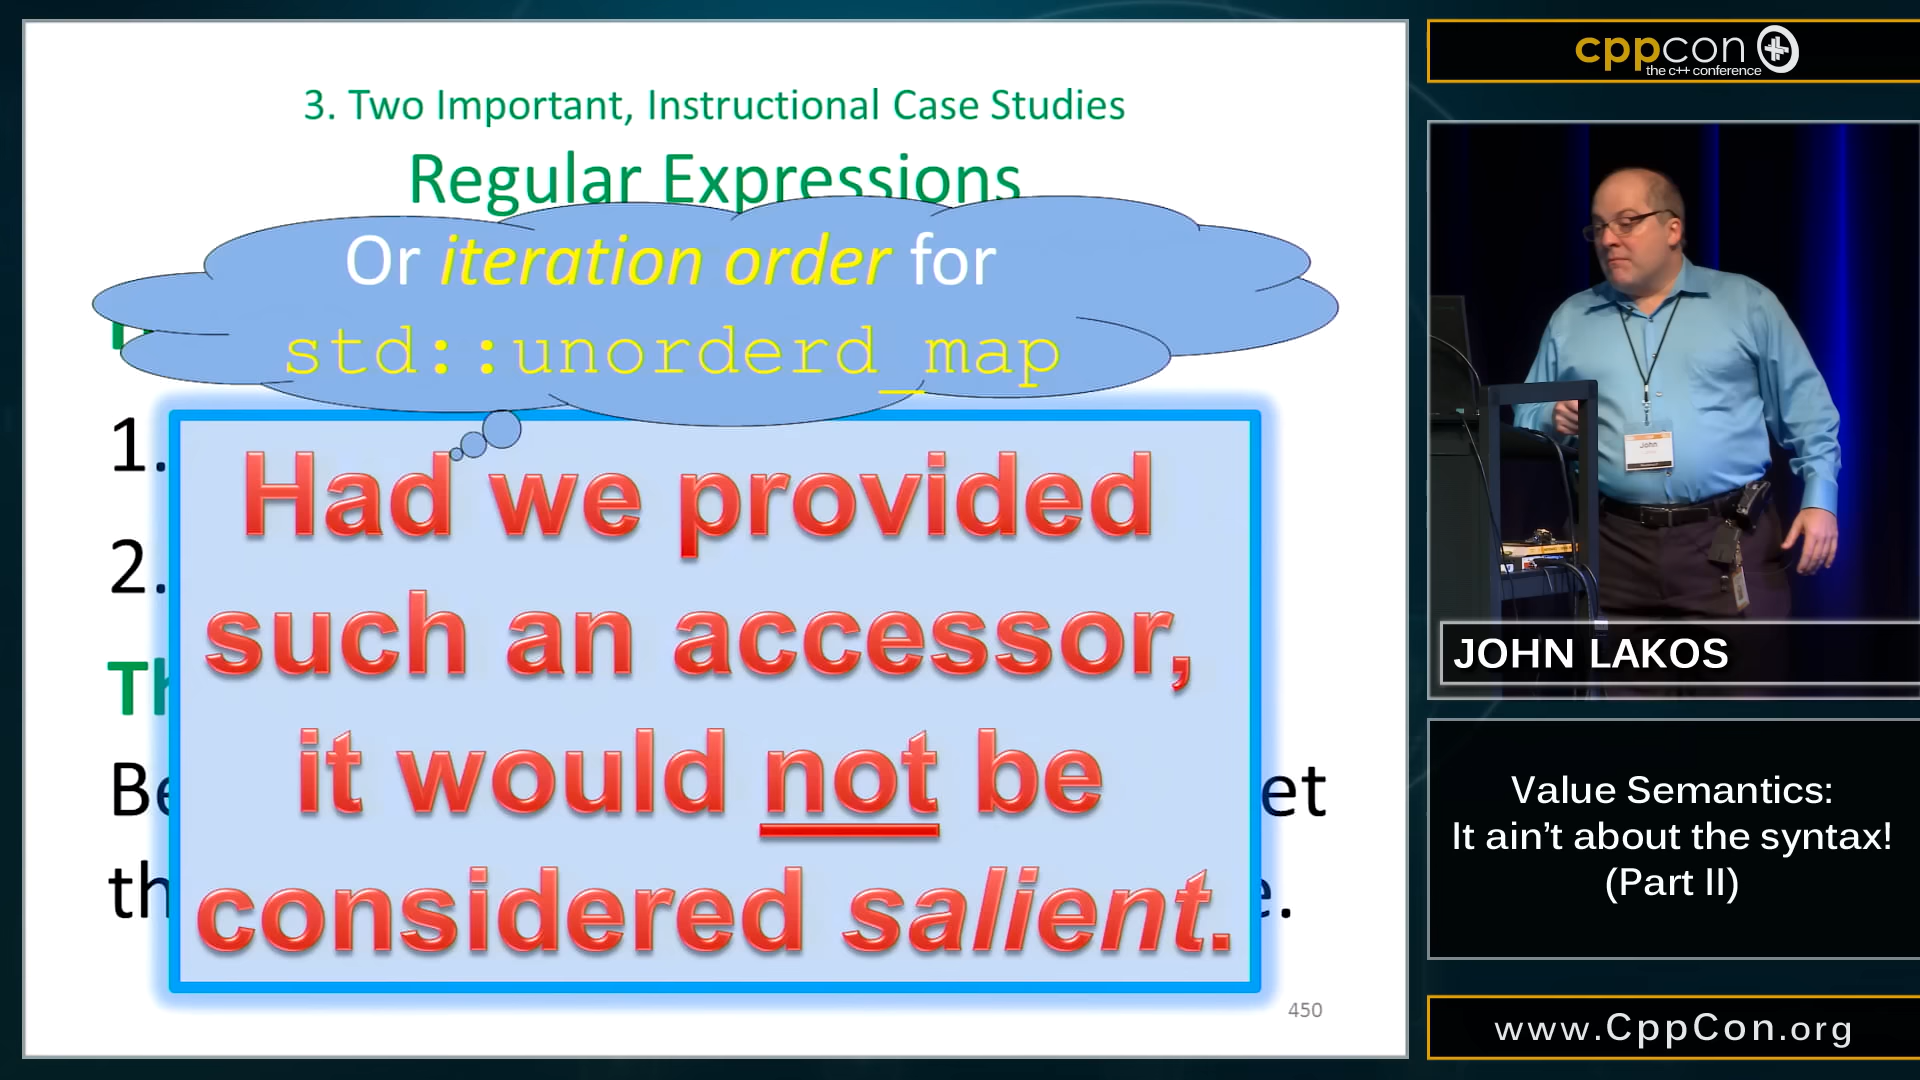 3. Two Important, Instructional Case Studies
Regular Expressions
Or iteration order for
std::unorderd_map
1.
2.
Th
Be
et
th
e.
Had we provided
such an accessor,
it would not be
considered salient.
450
cppcon
the c++ conference
John
JOHN LAKOS
Value Semantics:
It ain’t about the syntax!
(Part II)
www.CppCon.org